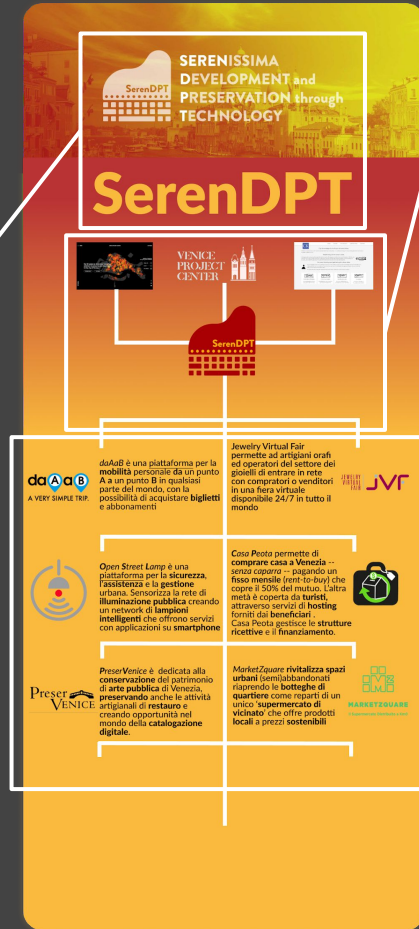 SerenDPT
SERENISSIMA
DEVELOPMENT and
PRESERVATION through
TECHNOLOGY
SerenDPT
VENICE
PROJECT
CENTER
SerenDPT
daAaB
A VERY SIMPLE TRIP.
daAaB è una piattaforma per la
mobilità personale da un punto
A a un punto B in qualsiasi
parte del mondo, con la
possibilità di acquistare biglietti
e abbonamenti
Jewelry Virtual Fair
permette ad artigiani orafi
ed operatori del settore dei
gioielli di entrare in rete
con compratori o venditori
in una fiera virtuale
disponibile 24/7 in tutto il
mondo
JEWELRY
VIRTUAL
FAIR
JVF
Open Street Lamp è una
piattaforma per la sicurezza,
l'assistenza e la gestione
urbana. Sensorizza la rete di
illuminazione pubblica creando
un network di lampioni
intelligenti che offrono servizi
con applicazioni su smartphone
Casa Peota permette di
comprare casa a Venezia --
senza caparra -- pagando un
fisso mensile (rent-to-buy) che
copre il 50% del mutuo. L'altra
metà è coperta da turisti,
attraverso servizi di hosting
forniti dai beneficiari .
Casa Peota gestisce le strutture
ricettive e il finanziamento.
Preser
VENICE
PreserVenice è dedicata alla
conservazione del patrimonio
di arte pubblica di Venezia,
preservando anche le attività
artigianali di restauro e
creando opportunità nel
mondo della catalogazione
digitale.
MarketZquare rivitalizza spazi
urbani (semi)abbandonati
riaprendo le botteghe di
quartiere come reparti di un
unico 'supermercato di
vicinato' che offre prodotti
locali a prezzi sostenibili
MARKETZQUARE